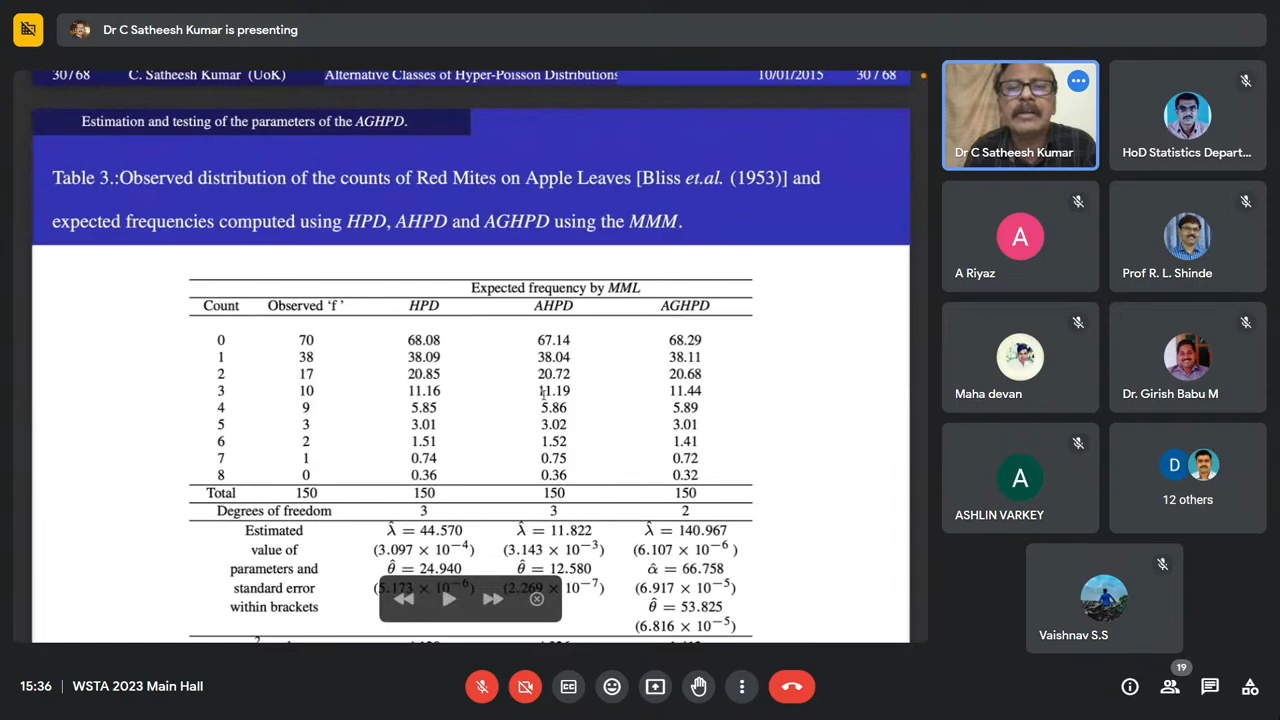 Dr C Satheesh Kumar is presenting
30 / 68 C. Satheesh Kumar (UoK) Alternative Classes of Hyper-Poisson Distributions 10/01/2015 30 / 68
Estimation and testing of the parameters of the AGHPD.
Table 3.:Observed distribution of the counts of Red Mites on Apple Leaves [Bliss et.al. (1953)] and
expected frequencies computed using HPD, AHPD and AGHPD using the MMM.
Expected frequency by MML
Count Observed ‘f ’ HPD AHPD AGHPD
0 70 68.08 67.14 68.29
1 38 38.09 38.04 38.11
2 17 20.85 20.72 20.68
3 10 11.16 11.19 11.44
4 9 5.85 5.86 5.89
5 3 3.01 3.02 3.01
6 2 1.51 1.52 1.41
7 1 0.74 0.75 0.72
8 0 0.36 0.36 0.32
Total 150 150 150 150
Degrees of freedom 3 3 2
Estimated λ̂ = 44.570 λ̂ = 11.822 λ̂ = 140.967
value of (3.097 × 10−4) (3.143 × 10−3) (6.107 × 10−6 )
parameters and θ̂ = 24.940 θ̂ = 12.580 α̂ = 66.758
standard error (5.173 × 10−6) (2.269 × 10−7) (6.917 × 10−5)
within brackets θ̂ = 53.825
(6.816 × 10−5)
Dr C Satheesh Kumar
HoD Statistics Depart...
A
A Riyaz
Prof R. L. Shinde
Maha devan
Dr. Girish Babu M
A
ASHLIN VARKEY
D
12 others
Vaishnav S.S
15:36 | WSTA 2023 Main Hall
19